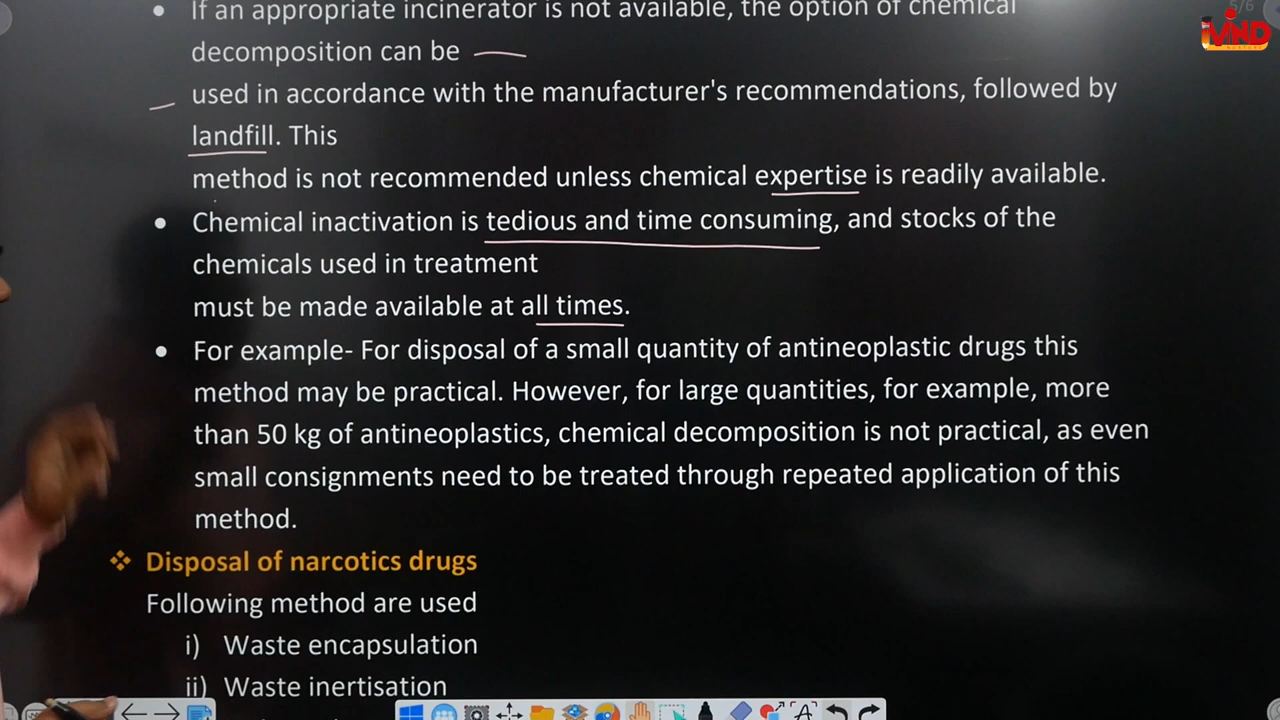 • If an appropriate incinerator is not available, the option of chemical
5/6
decomposition can be
used in accordance with the manufacturer's recommendations, followed by
landfill. This
method is not recommended unless chemical expertise is readily available.
• Chemical inactivation is tedious and time consuming, and stocks of the
chemicals used in treatment
must be made available at all times.
• For example- For disposal of a small quantity of antineoplastic drugs this
method may be practical. However, for large quantities, for example, more
than 50 kg of antineoplastics, chemical decomposition is not practical, as even
small consignments need to be treated through repeated application of this
method.
❖ Disposal of narcotics drugs
Following method are used
i) Waste encapsulation
ii) Waste inertisation